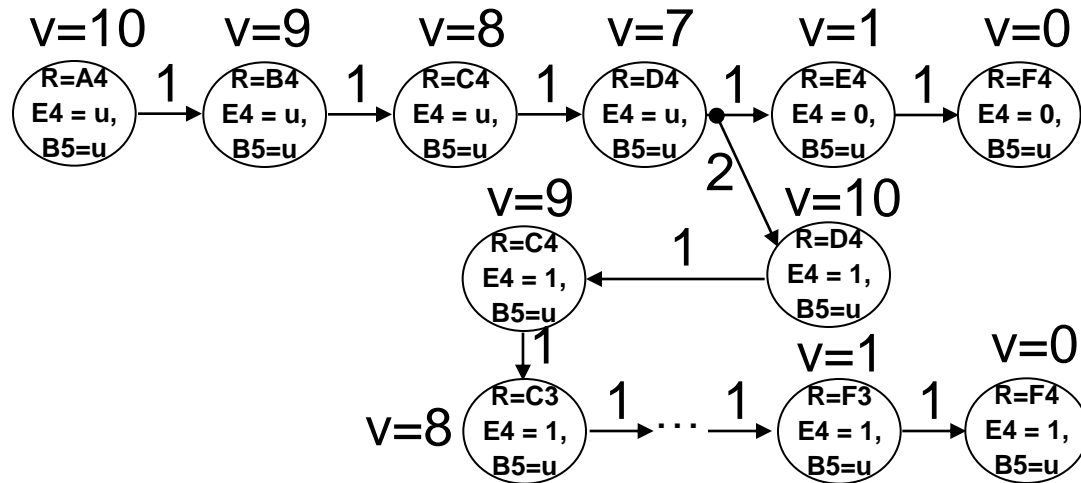 v=10 v=9 v=8 v=7 v=1 v=0
R=A4
E4 = u,
B5=u
1
R=B4
E4 = u,
B5=u
1
R=C4
E4 = u,
B5=u
1
R=D4
E4 = u,
B5=u
1
R=E4
E4 = 0,
B5=u
1
R=F4
E4 = 0,
B5=u
2
v=10
R=D4
E4 = 1,
B5=u
1
v=9
R=C4
E4 = 1,
B5=u
1
v=8
R=C3
E4 = 1,
B5=u
1
...
1
v=1
R=F3
E4 = 1,
B5=u
1
v=0
R=F4
E4 = 1,
B5=u